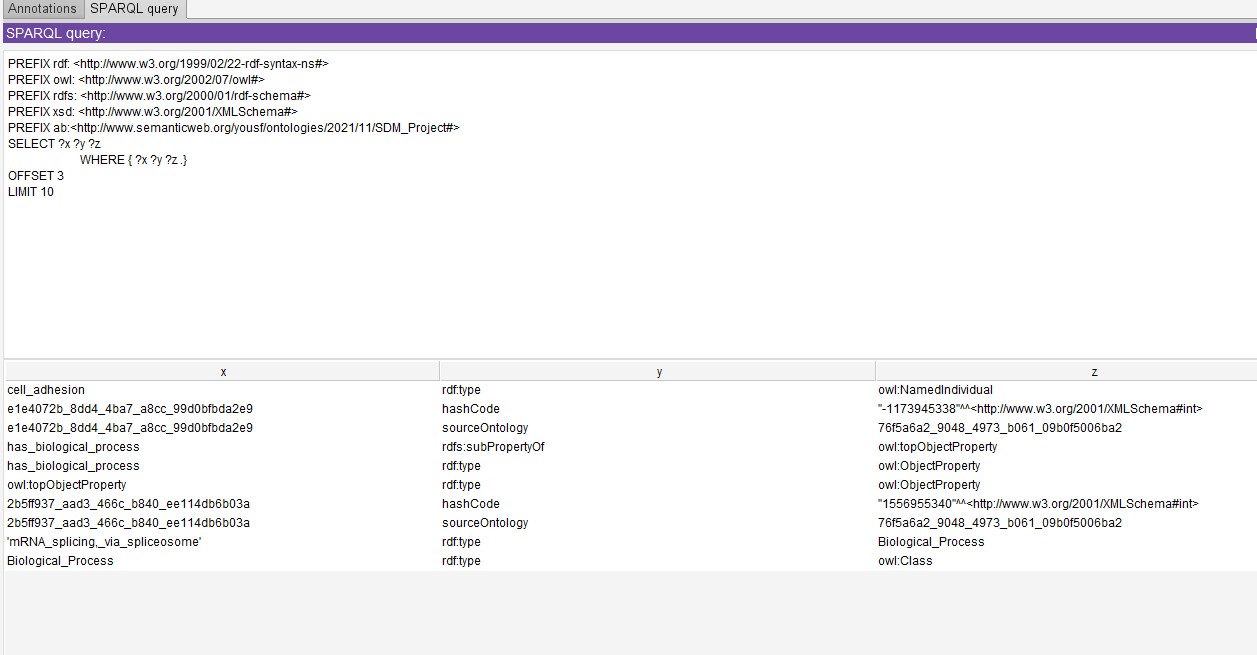 Annotations SPARQL query
SPARQL query:
PREFIX rdf: <http://www.w3.org/1999/02/22-rdf-syntax-ns#>
PREFIX owl: <http://www.w3.org/2002/07/owl#>
PREFIX rdfs: <http://www.w3.org/2000/01/rdf-schema#>
PREFIX xsd: <http://www.w3.org/2001/XMLSchema#>
PREFIX ab:<http://www.semanticweb.org/yousf/ontologies/2021/11/SDM_Project#>
SELECT ?x ?y ?z
WHERE { ?x ?y ?z .}
OFFSET 3
LIMIT 10
x y z
cell_adhesion rdf:type owl:NamedIndividual
e1e4072b_8dd4_4ba7_a8cc_99d0bfbda2e9 hashCode "-1173945338"^^<http://www.w3.org/2001/XMLSchema#int>
e1e4072b_8dd4_4ba7_a8cc_99d0bfbda2e9 sourceOntology 76f5a6a2_9048_4973_b061_09b0f5006ba2
has_biological_process rdfs:subPropertyOf owl:topObjectProperty
has_biological_process rdf:type owl:ObjectProperty
owl:topObjectProperty rdf:type owl:ObjectProperty
2b5ff937_aad3_466c_b840_ee114db6b03a hashCode "1556955340"^^<http://www.w3.org/2001/XMLSchema#int>
2b5ff937_aad3_466c_b840_ee114db6b03a sourceOntology 76f5a6a2_9048_4973_b061_09b0f5006ba2
'mRNA_splicing,_via_spliceosome' rdf:type Biological_Process
Biological_Process rdf:type owl:Class